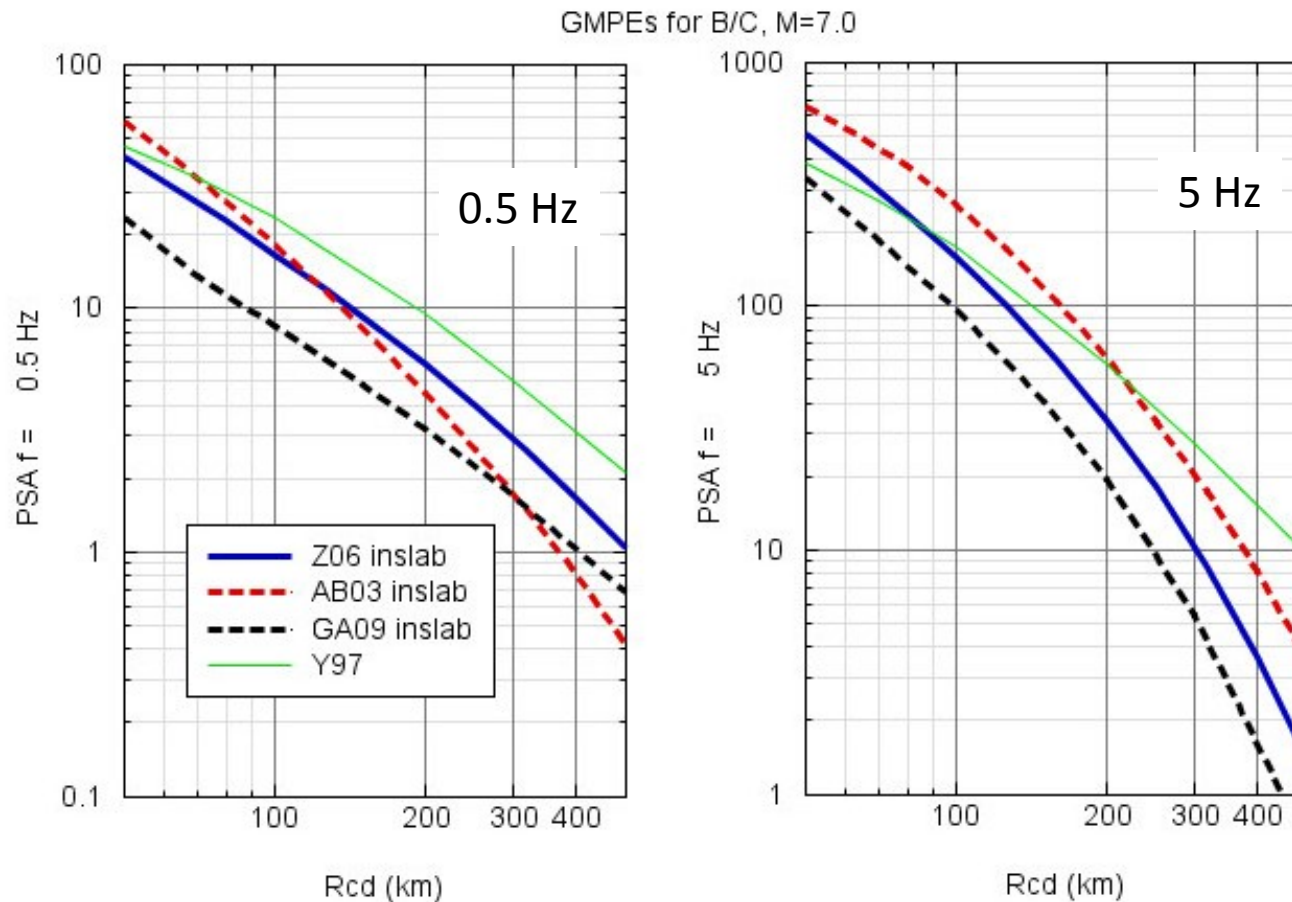 GMPEs for B/C, M=7.0
100
10
1
0.1
PSA f = 0.5 Hz
0.5 Hz
Z06 inslab
AB03 inslab
GA09 inslab
Y97
100 200 300 400
Rcd (km)
1000
100
10
1
PSA f = 5 Hz
5 Hz
100 200 300 400
Rcd (km)